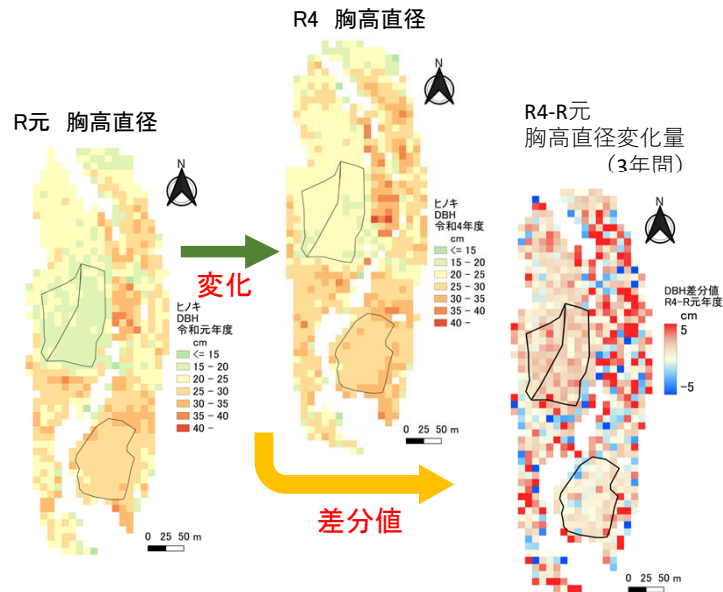 R4 胸高直径
R元 胸高直径
R4-R元
胸高直径変化量
(3年間)
N
ヒノキ
DBH
令和元年度
cm
<= 15
15 - 20
20 - 25
25 - 30
30 - 35
35 - 40
40 -
0 25 50 m
変化
N
ヒノキ
DBH
令和4年度
cm
<= 15
15 - 20
20 - 25
25 - 30
30 - 35
35 - 40
40 -
0 25 50 m
差分値
N
DBH差分値
R4-R元年度
cm
5
-5
0 25 50 m